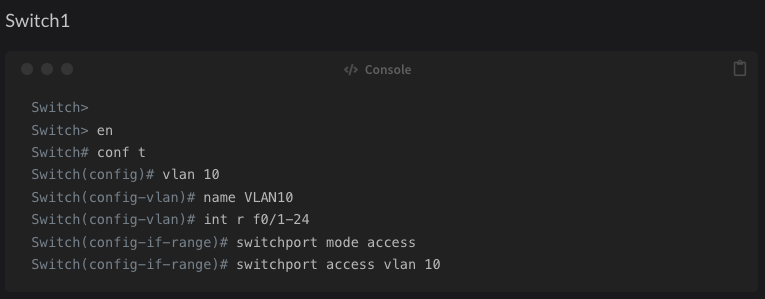 Switch1
</> Console
Switch>
Switch> en
Switch# conf t
Switch(config)# vlan 10
Switch(config-vlan)# name VLAN10
Switch(config-vlan)# int r f0/1-24
Switch(config-if-range)# switchport mode access
Switch(config-if-range)# switchport access vlan 10